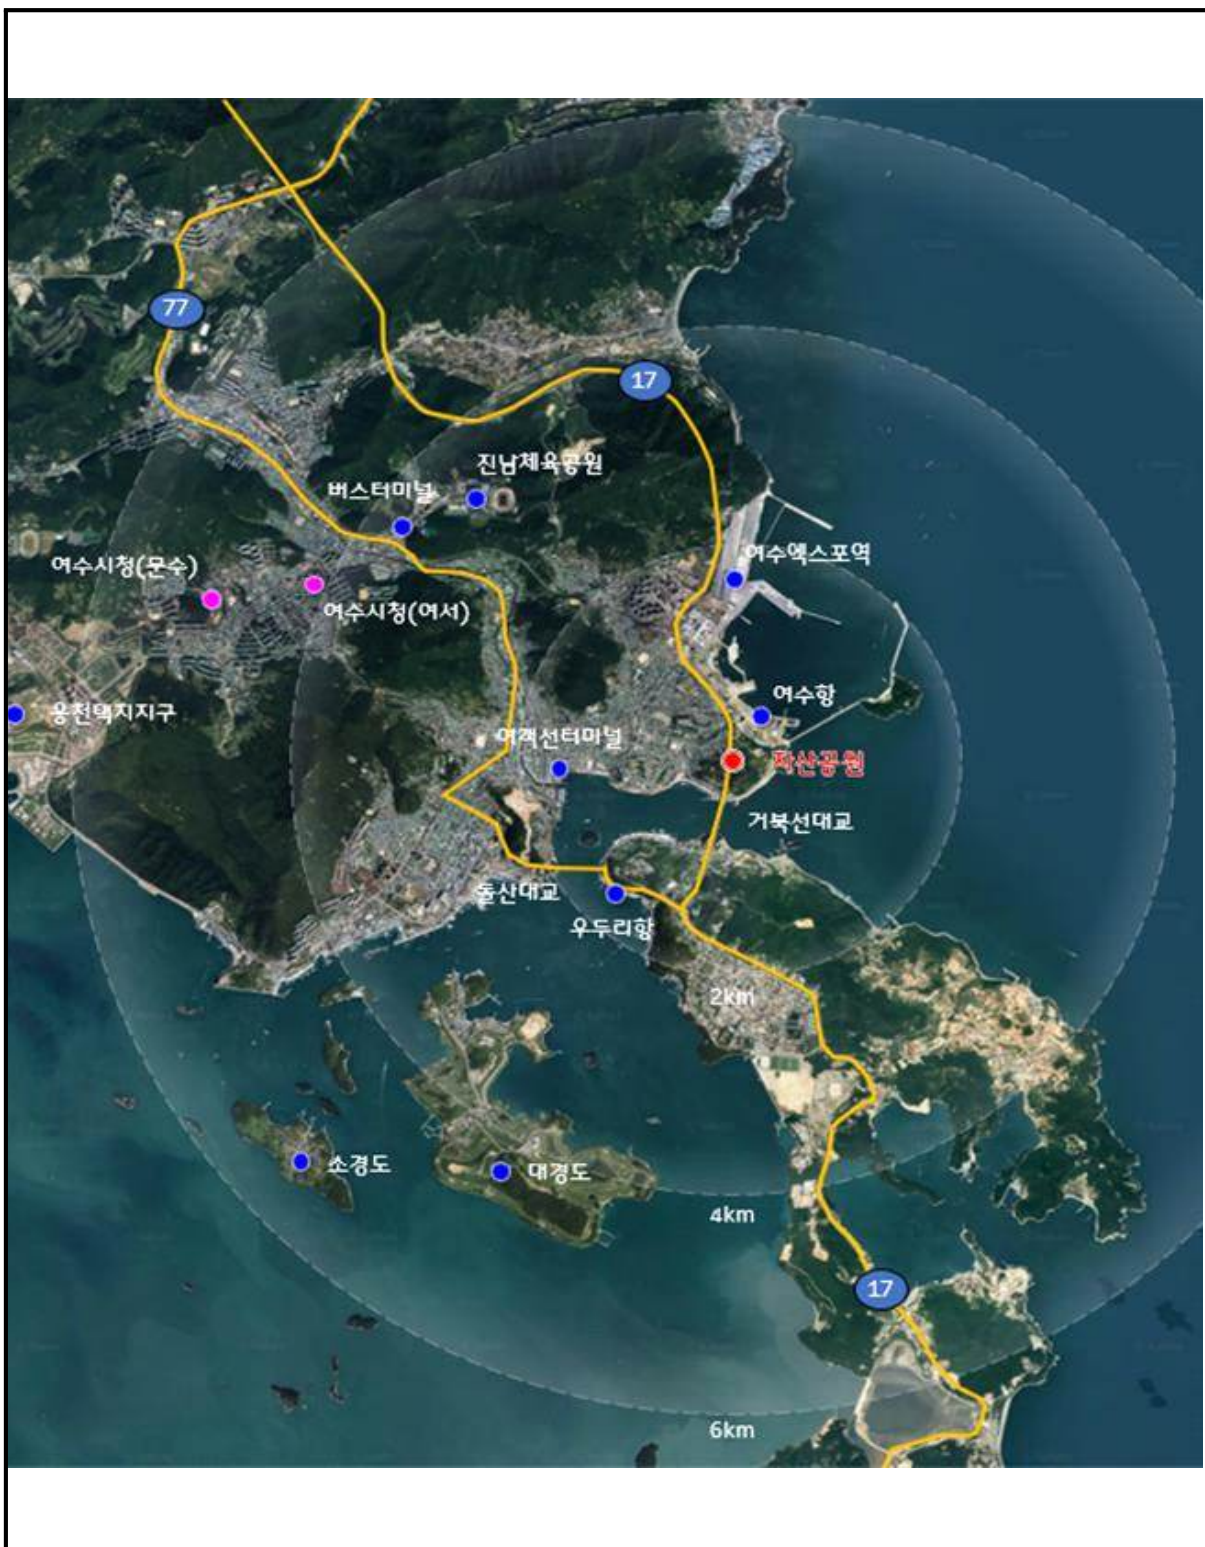 77
17
진남체육공원
버스터미널
여수엑스포역
여수시청(문수)
여수시청(여서)
여수항
웅천택지지구
여객선터미널
자산공원
거북선대교
돌산대교
우두리항
2km
소경도
대경도
4km
17
6km